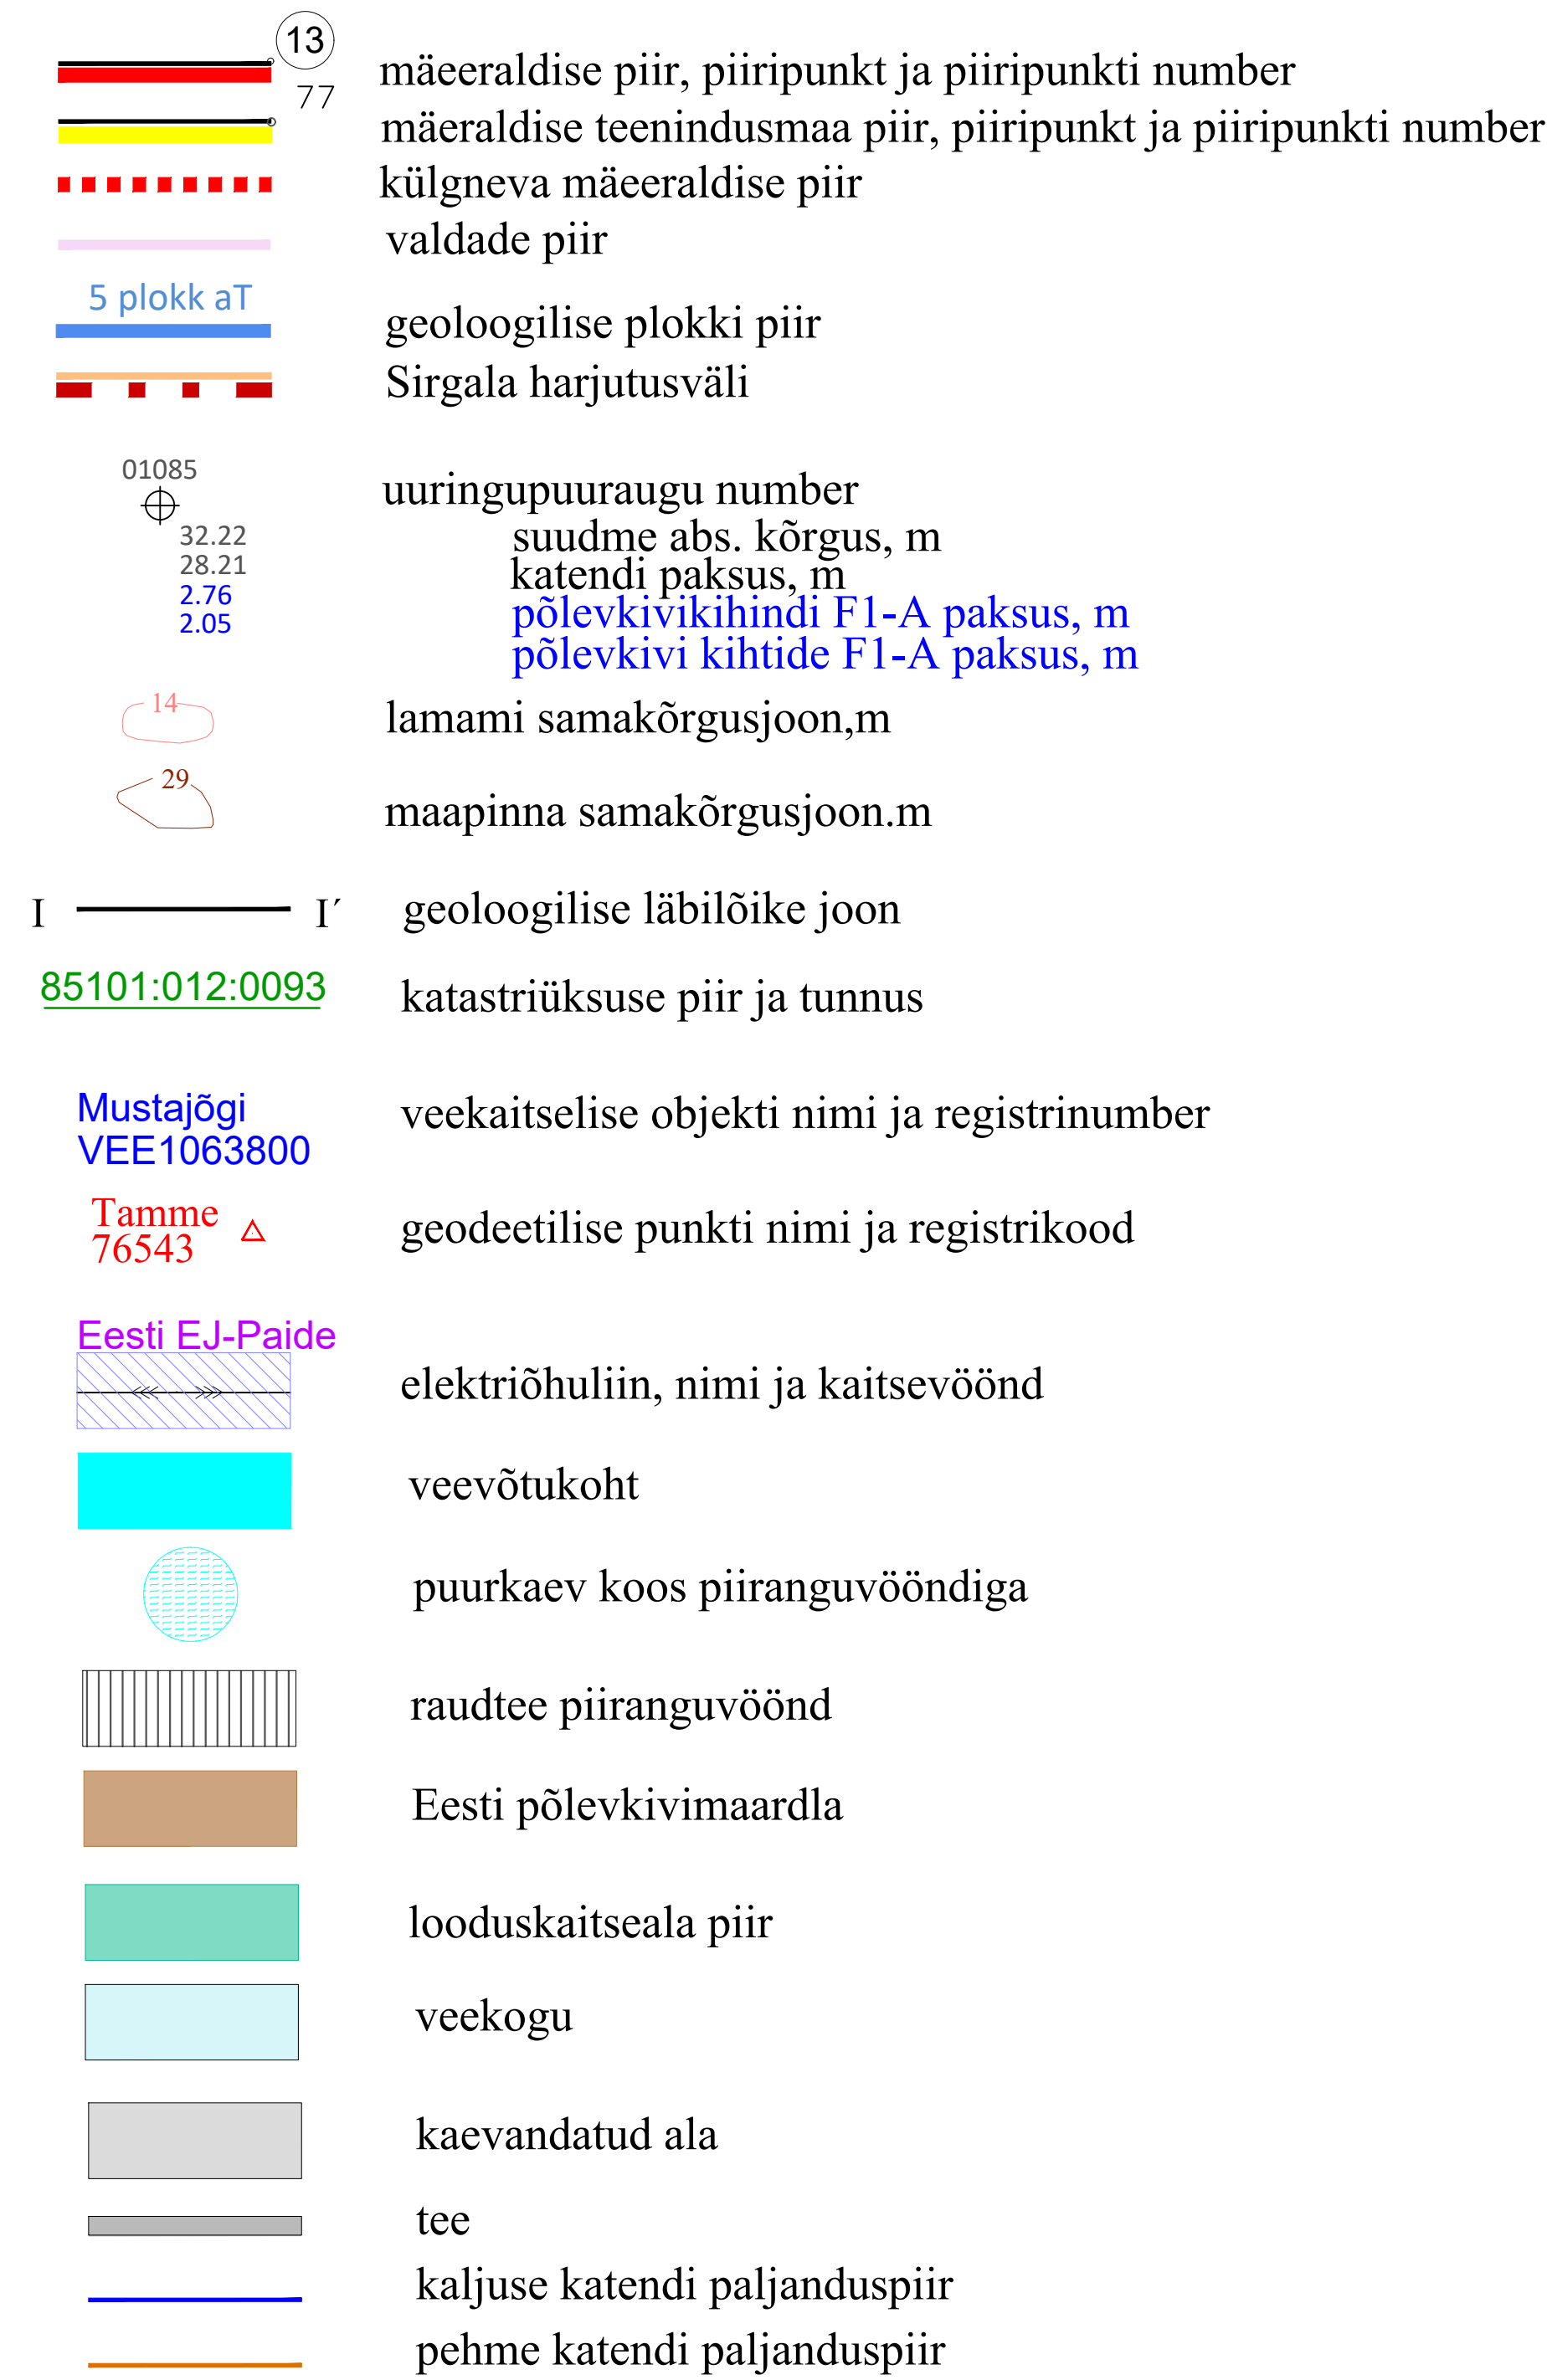 13
mäeeraldise piir, piiripunkt ja piiripunkti number
77
mäeraldise teenindusmaa piir, piiripunkt ja piiripunkti number
külgneva mäeeraldise piir
valdade piir
5 plokk aT
geoloogilise plokki piir
Sirgala harjutusväli
01085
uuringupuuraugu number
32.22
suudme abs. kõrgus, m
28.21
katendi paksus, m
2.76
põlevkivikihindi F1-A paksus, m
2.05
põlevkivi kihtide F1-A paksus, m
14
lamami samakõrgusjoon,m
29
maapinna samakõrgusjoon.m
I I´ geoloogilise läbilõike joon
85101:012:0093
katastriüksuse piir ja tunnus
Mustajõgi
VEE1063800
veekaitselise objekti nimi ja registrinumber
Tamme
76543
geodeetilise punkti nimi ja registrikood
Eesti EJ-Paide
elektriõhuliin, nimi ja kaitsevöönd
veevõtukoht
puurkaev koos piiranguvööndiga
raudtee piiranguvöönd
Eesti põlevkivimaardla
looduskaitseala piir
veekogu
kaevandatud ala
tee
kaljuse katendi paljanduspiir
pehme katendi paljanduspiir